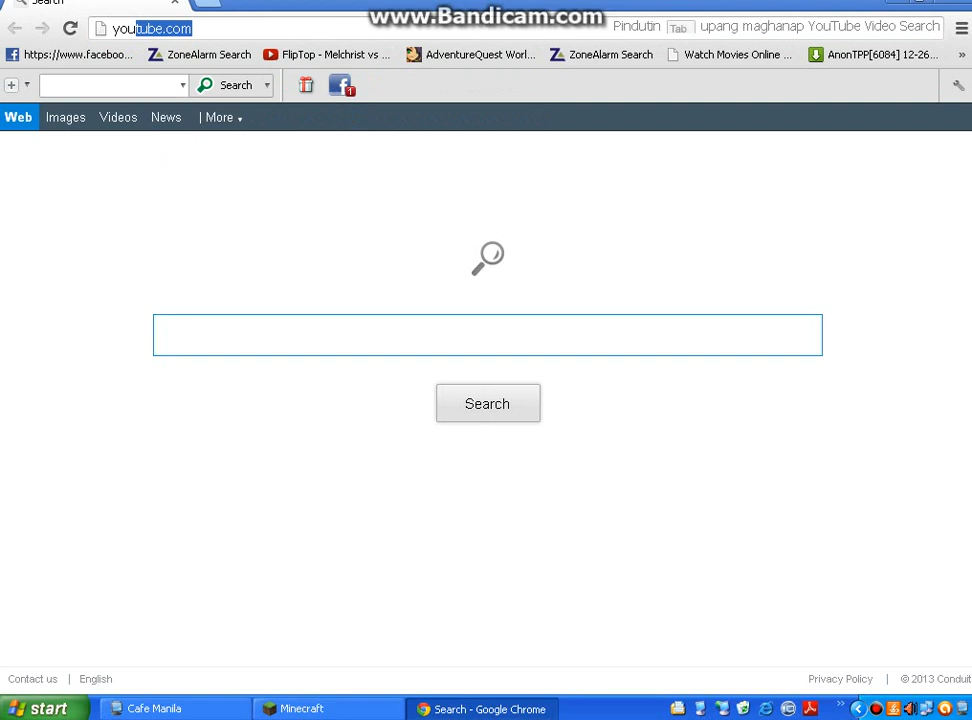 Search
www.Bandicam.com
youtube.com
Pindutin Tab upang maghanap YouTube Video Search
https://www.faceboo... ZoneAlarm Search FlipTop - Melchrist vs ... AdventureQuest Worl... ZoneAlarm Search Watch Movies Online ... AnonTPP[6084] 12-26...
Search 1
Web Images Videos News | More
Search
Contact us | English Privacy Policy | © 2013 Conduit
start Cafe Manila Minecraft Search - Google Chrome